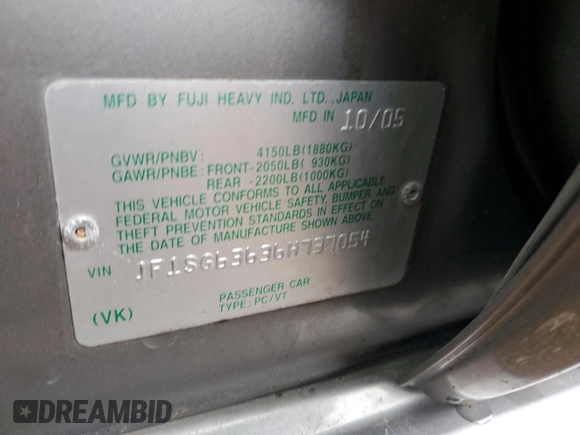 MFD BY FUJI HEAVY IND. LTD.,JAPAN
MFD IN 10/05
GVWR/PNBV: 4150LB(1880KG)
GAWR/PNBE: FRONT-2050LB( 930KG)
REAR -2200LB(1000KG)
THIS VEHICLE CONFORMS TO ALL APPLICABLE
FEDERAL MOTOR VEHICLE SAFETY, BUMPER, AND
THEFT PREVENTION STANDARDS IN EFFECT ON
THE DATE OF MANUFACTURE SHOWN ABOVE.
VIN JF1SG63636H737054
PASSENGER CAR
(VK) TYPE: PC/VT
DREAMBID